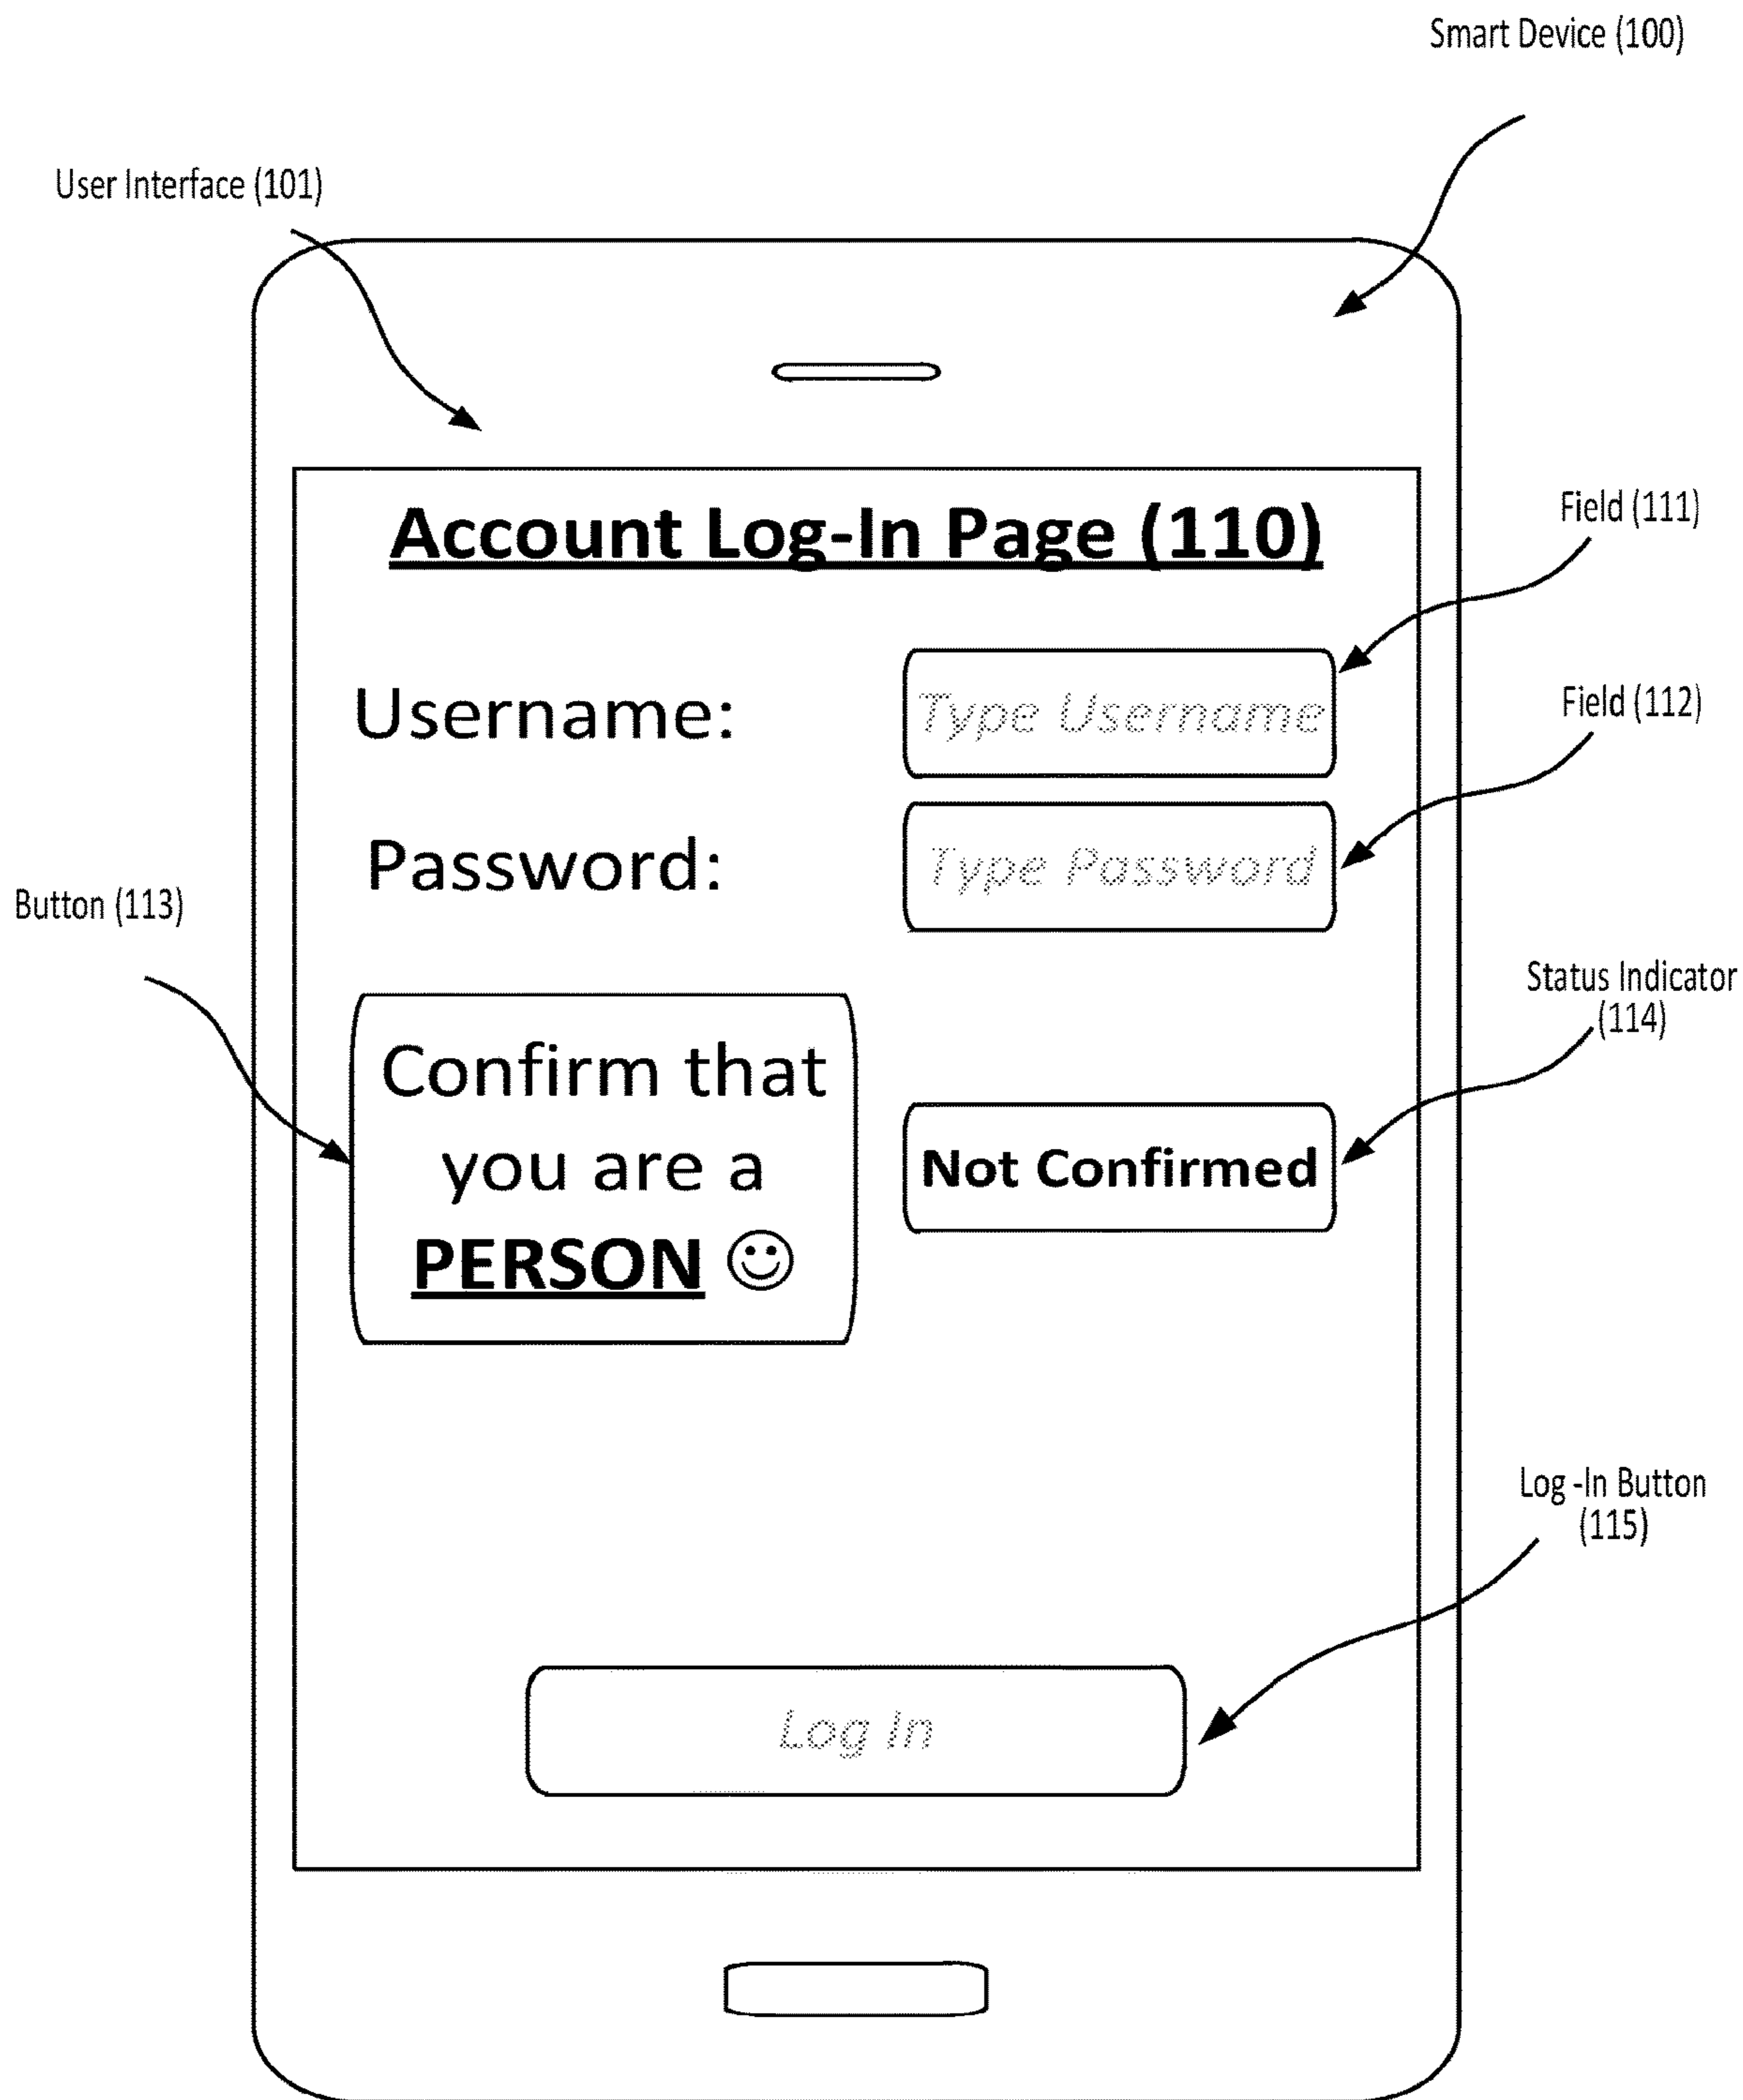 Smart Device (100)
User Interface (101)
Account Log-In Page (110)
Field (111)
Username:
Type Username
Field (112)
Password:
Type Password
Button (113)
Status Indicator
(114)
Confirm that
you are a
PERSON ☺
Not Confirmed
Log -In Button
(115)
Log In